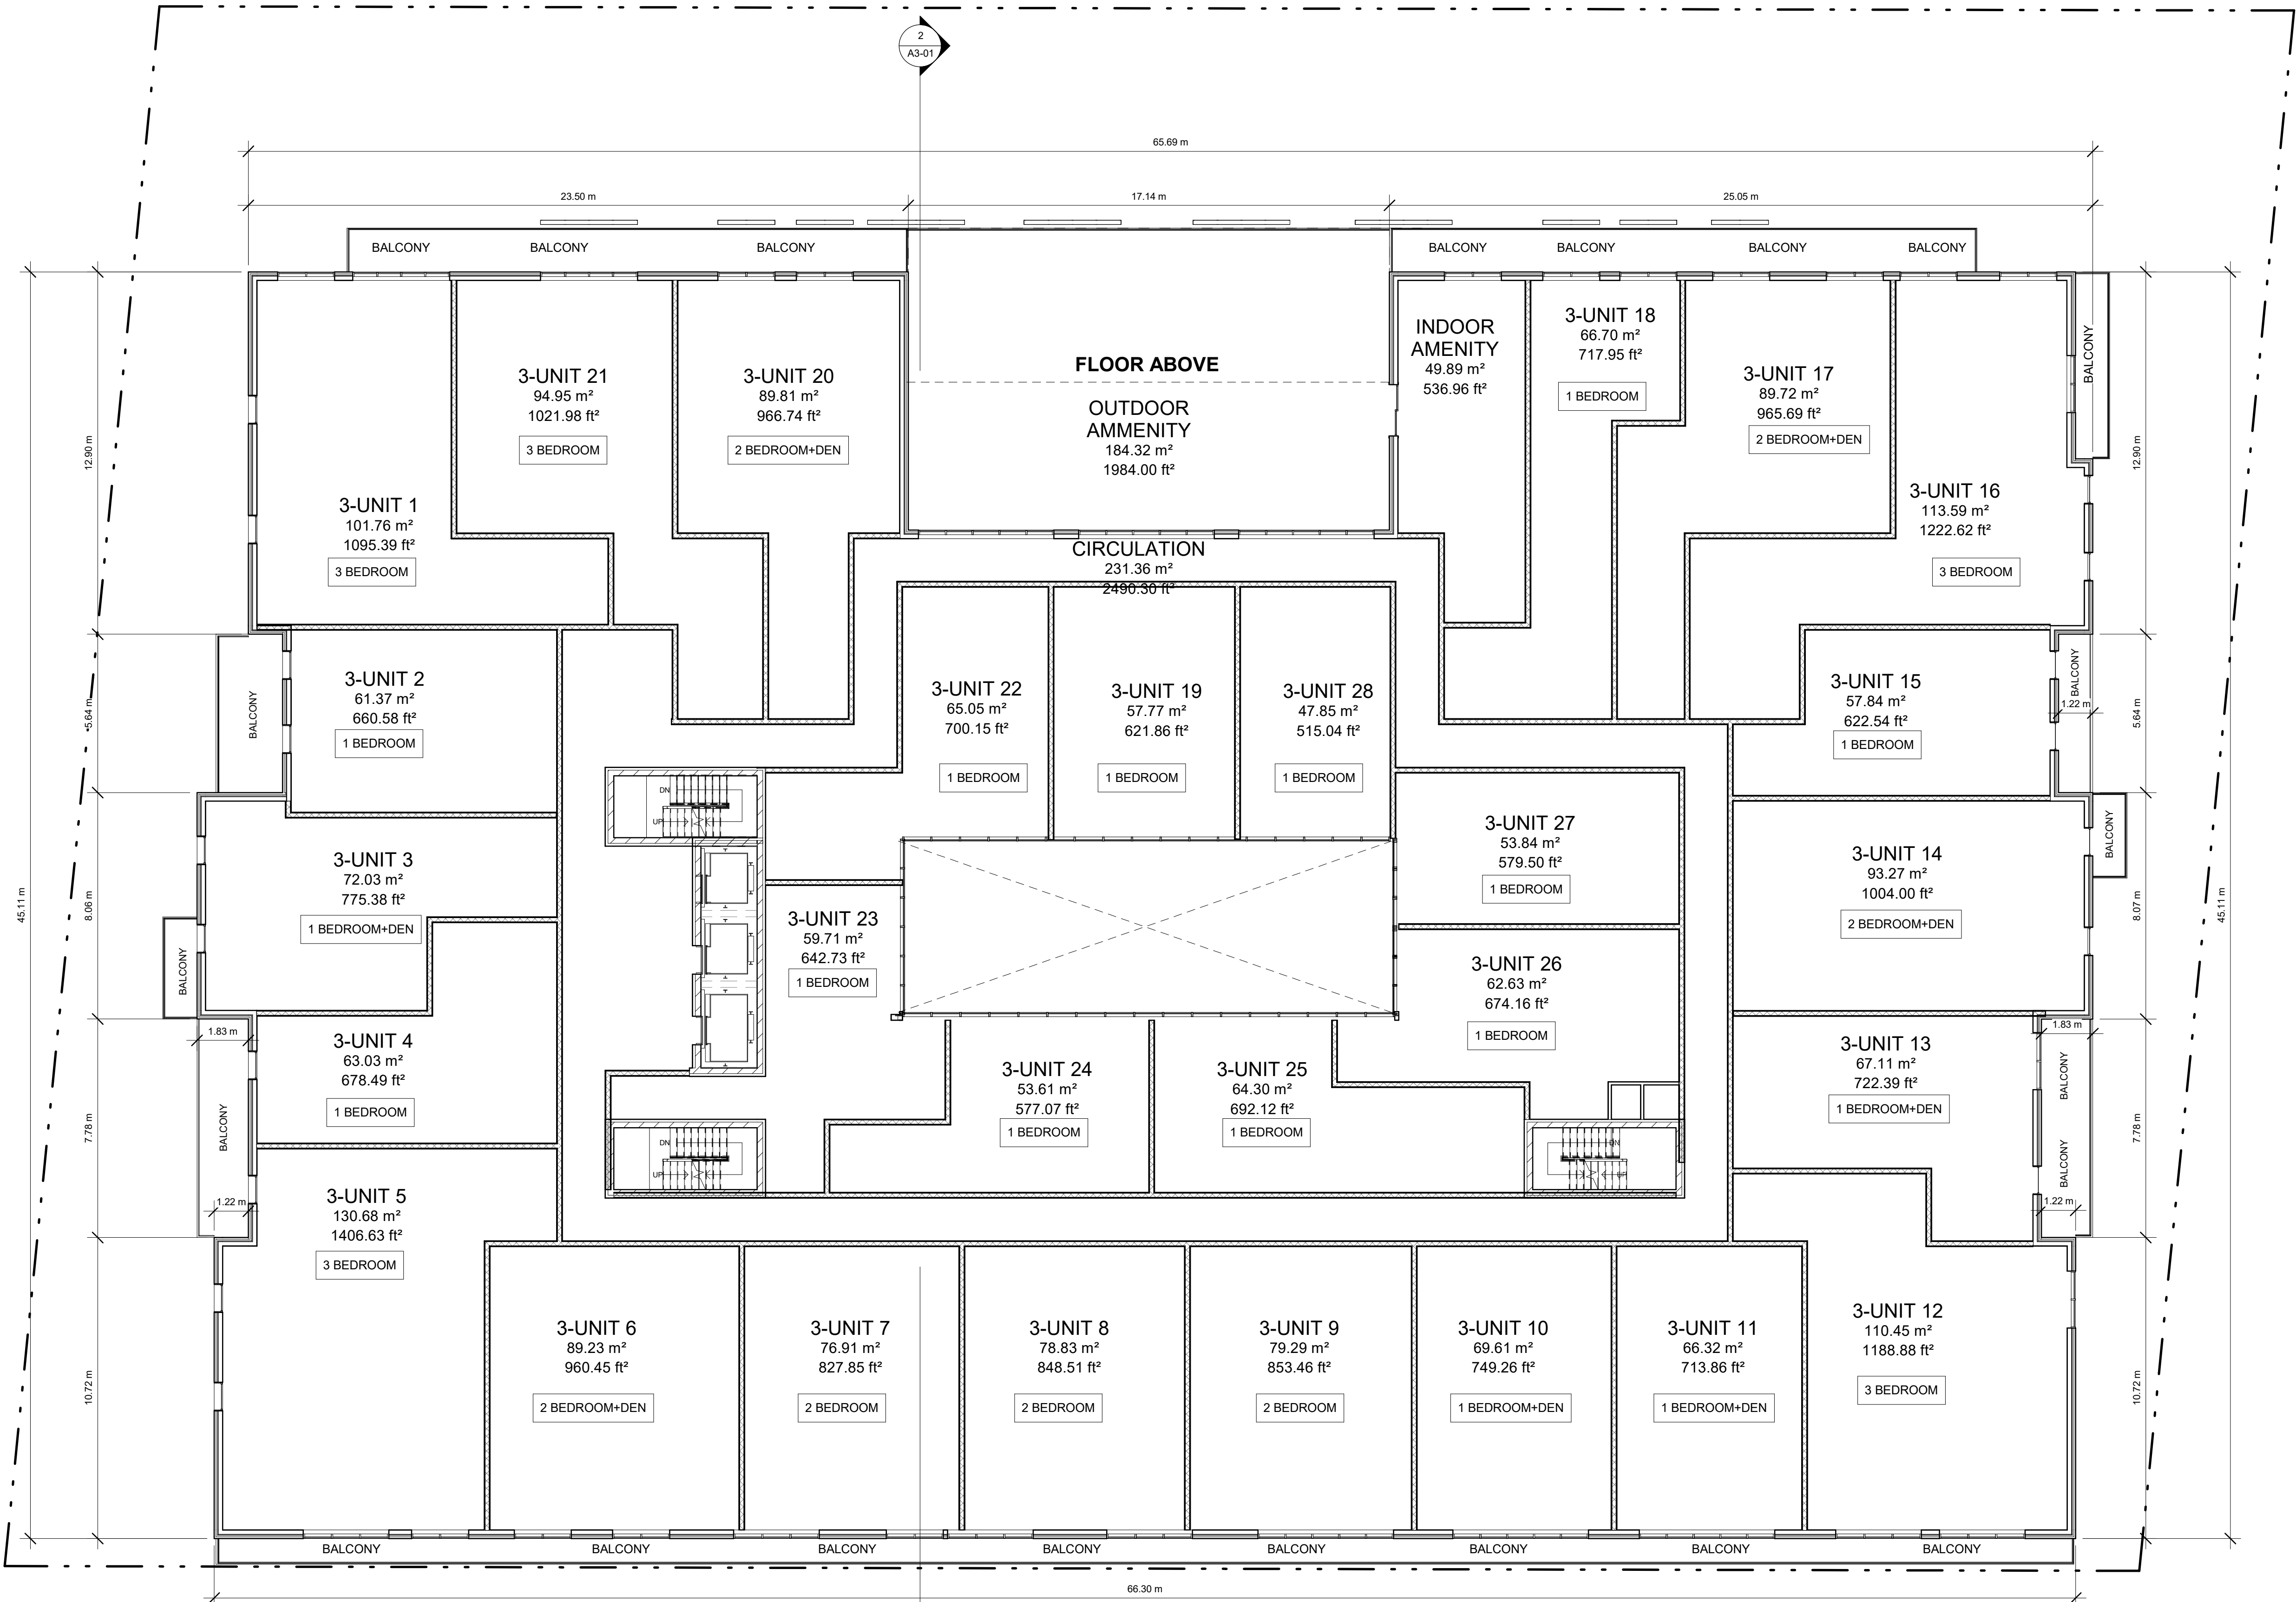 2
A3-01
65.69 m
23.50 m
17.14 m
25.05 m
BALCONY
BALCONY
BALCONY
BALCONY
BALCONY
BALCONY
BALCONY
3-UNIT 1
101.76 m²
1095.39 ft²
3 BEDROOM
3-UNIT 21
94.95 m²
1021.98 ft²
3 BEDROOM
3-UNIT 20
89.81 m²
966.74 ft²
2 BEDROOM+DEN
FLOOR ABOVE
OUTDOOR
AMMENITY
184.32 m²
1984.00 ft²
INDOOR
AMENITY
49.89 m²
536.96 ft²
3-UNIT 18
66.70 m²
717.95 ft²
1 BEDROOM
3-UNIT 17
89.72 m²
965.69 ft²
2 BEDROOM+DEN
3-UNIT 16
113.59 m²
1222.62 ft²
3 BEDROOM
BALCONY
12.90 m
12.90 m
CIRCULATION
231.36 m²
2490.30 ft²
3-UNIT 2
61.37 m²
660.58 ft²
1 BEDROOM
BALCONY
5.64 m
3-UNIT 22
65.05 m²
700.15 ft²
1 BEDROOM
3-UNIT 19
57.77 m²
621.86 ft²
1 BEDROOM
3-UNIT 28
47.85 m²
515.04 ft²
1 BEDROOM
3-UNIT 15
57.84 m²
622.54 ft²
1 BEDROOM
BALCONY
1.22 m
5.64 m
DN
UP
3-UNIT 3
72.03 m²
775.38 ft²
1 BEDROOM+DEN
BALCONY
8.06 m
45.11 m
3-UNIT 23
59.71 m²
642.73 ft²
1 BEDROOM
3-UNIT 27
53.84 m²
579.50 ft²
1 BEDROOM
3-UNIT 26
62.63 m²
674.16 ft²
1 BEDROOM
3-UNIT 14
93.27 m²
1004.00 ft²
2 BEDROOM+DEN
BALCONY
8.07 m
45.11 m
1.83 m
3-UNIT 4
63.03 m²
678.49 ft²
1 BEDROOM
BALCONY
7.78 m
1.22 m
3-UNIT 24
53.61 m²
577.07 ft²
1 BEDROOM
3-UNIT 25
64.30 m²
692.12 ft²
1 BEDROOM
3-UNIT 13
67.11 m²
722.39 ft²
1 BEDROOM+DEN
1.83 m
BALCONY
BALCONY
1.22 m
7.78 m
DN
UP
DN
UP
3-UNIT 5
130.68 m²
1406.63 ft²
3 BEDROOM
10.72 m
3-UNIT 6
89.23 m²
960.45 ft²
2 BEDROOM+DEN
3-UNIT 7
76.91 m²
827.85 ft²
2 BEDROOM
3-UNIT 8
78.83 m²
848.51 ft²
2 BEDROOM
3-UNIT 9
79.29 m²
853.46 ft²
2 BEDROOM
3-UNIT 10
69.61 m²
749.26 ft²
1 BEDROOM+DEN
3-UNIT 11
66.32 m²
713.86 ft²
1 BEDROOM+DEN
3-UNIT 12
110.45 m²
1188.88 ft²
3 BEDROOM
10.72 m
BALCONY
BALCONY
BALCONY
BALCONY
BALCONY
BALCONY
BALCONY
BALCONY
66.30 m